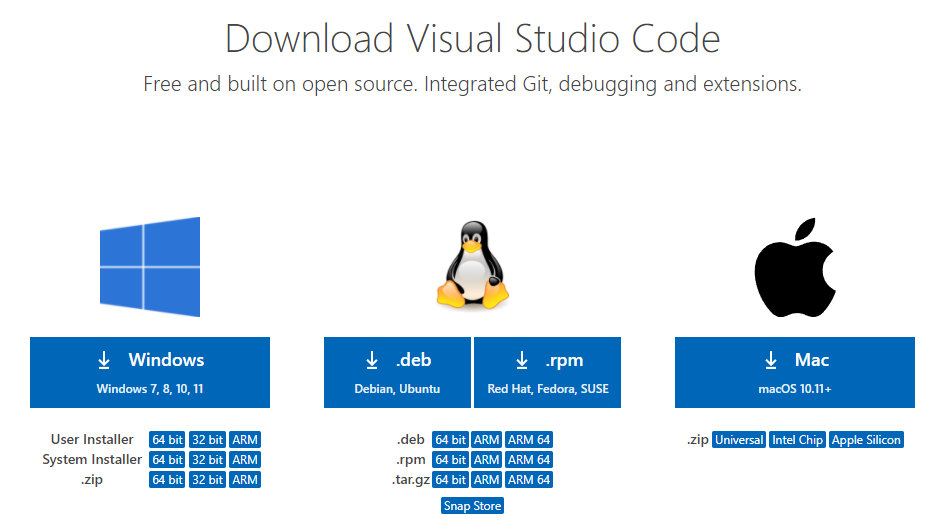 Download Visual Studio Code
Free and built on open source. Integrated Git, debugging and extensions.
Windows
Windows 7, 8, 10, 11
User Installer 64 bit 32 bit ARM
System Installer 64 bit 32 bit ARM
.zip 64 bit 32 bit ARM
.deb
Debian, Ubuntu
.rpm
Red Hat, Fedora, SUSE
.deb 64 bit ARM ARM 64
.rpm 64 bit ARM ARM 64
.tar.gz 64 bit ARM ARM 64
Snap Store
Mac
macOS 10.11+
.zip Universal Intel Chip Apple Silicon